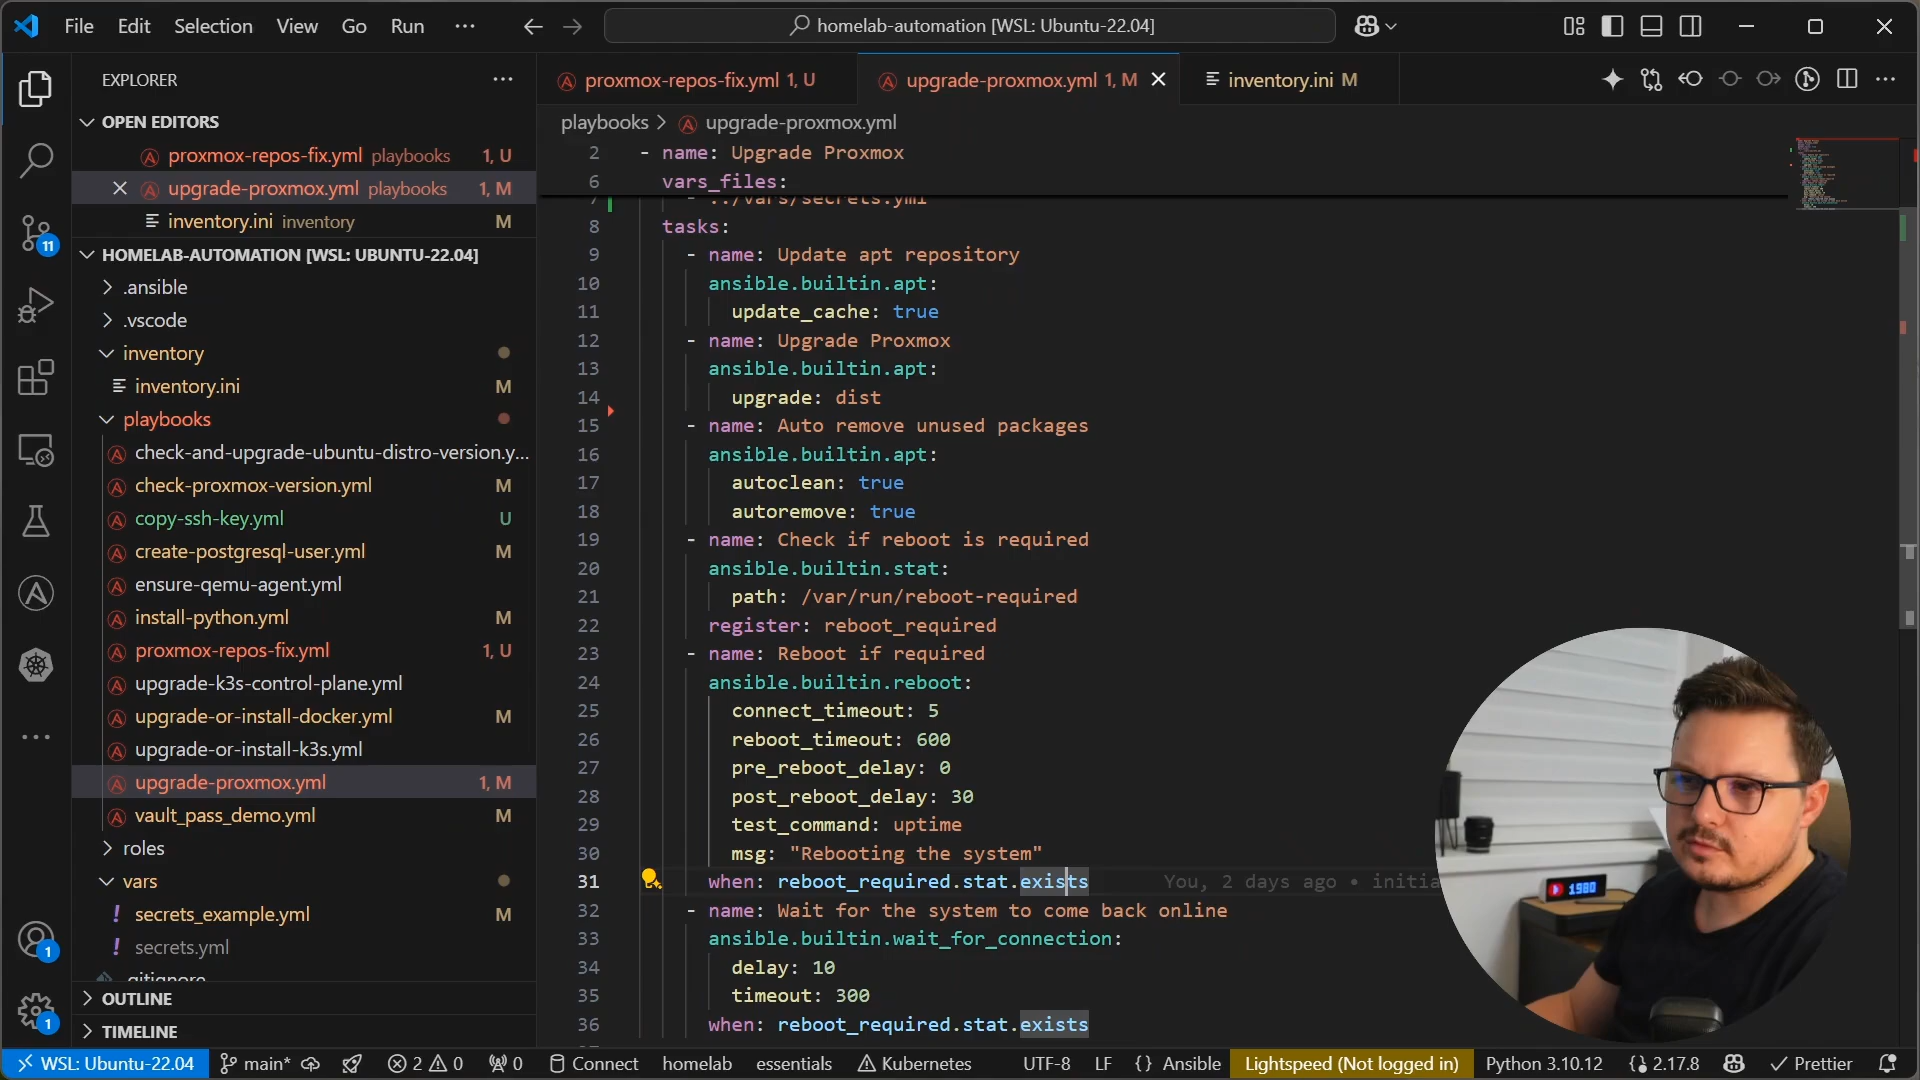 File Edit Selection View Go Run ···
homelab-automation [WSL: Ubuntu-22.04]
EXPLORER
OPEN EDITORS
proxmox-repos-fix.yml playbooks 1, U
upgrade-proxmox.yml playbooks 1, M
inventory.ini inventory M
HOMELAB-AUTOMATION [WSL: UBUNTU-22.04]
.ansible
.vscode
inventory
inventory.ini M
playbooks
check-and-upgrade-ubuntu-distro-version.y...
check-proxmox-version.yml M
copy-ssh-key.yml U
create-postgresql-user.yml M
ensure-qemu-agent.yml
install-python.yml M
proxmox-repos-fix.yml 1, U
upgrade-k3s-control-plane.yml
upgrade-or-install-docker.yml M
upgrade-or-install-k3s.yml
upgrade-proxmox.yml 1, M
vault_pass_demo.yml M
roles
vars
secrets_example.yml M
secrets.yml
.gitignore
OUTLINE
TIMELINE
11
1
1
proxmox-repos-fix.yml 1, U
upgrade-proxmox.yml 1, M
inventory.ini M
playbooks > upgrade-proxmox.yml
2 - name: Upgrade Proxmox
6 vars_files:
7 - ../vars/secrets.yml
8 tasks:
9 - name: Update apt repository
10 ansible.builtin.apt:
11 update_cache: true
12 - name: Upgrade Proxmox
13 ansible.builtin.apt:
14 upgrade: dist
15 - name: Auto remove unused packages
16 ansible.builtin.apt:
17 autoclean: true
18 autoremove: true
19 - name: Check if reboot is required
20 ansible.builtin.stat:
21 path: /var/run/reboot-required
22 register: reboot_required
23 - name: Reboot if required
24 ansible.builtin.reboot:
25 connect_timeout: 5
26 reboot_timeout: 600
27 pre_reboot_delay: 0
28 post_reboot_delay: 30
29 test_command: uptime
30 msg: "Rebooting the system"
31 when: reboot_required.stat.exists You, 2 days ago • initia
32 - name: Wait for the system to come back online
33 ansible.builtin.wait_for_connection:
34 delay: 10
35 timeout: 300
36 when: reboot_required.stat.exists
1980
WSL: Ubuntu-22.04 main* 2 0 0 Connect homelab essentials Kubernetes UTF-8 LF {} Ansible Lightspeed (Not logged in) Python 3.10.12 2.17.8 Prettier